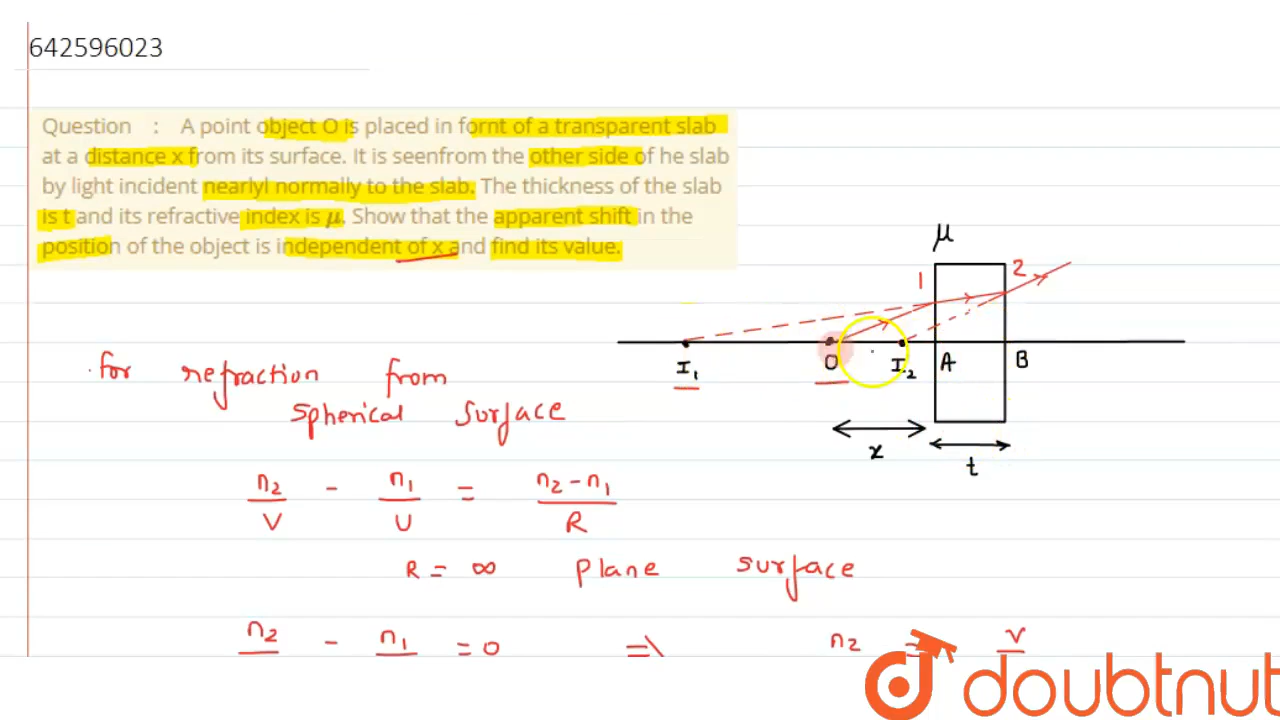 642596023
Question : A point object O is placed in fornt of a transparent slab
at a distance x from its surface. It is seenfrom the other side of he slab
by light incident nearlyl normally to the slab. The thickness of the slab
is t and its refractive index is μ. Show that the apparent shift in the
position of the object is independent of x and find its value.
μ
1
2
I₁
O
I₂
A
B
x
t
for refraction from
spherical surface
n₂/V - n₁/U = n₂-n₁/R
R = ∞ plane surface
n₂ - n₁ = 0 ⇒ n₂ = V
doubtnut